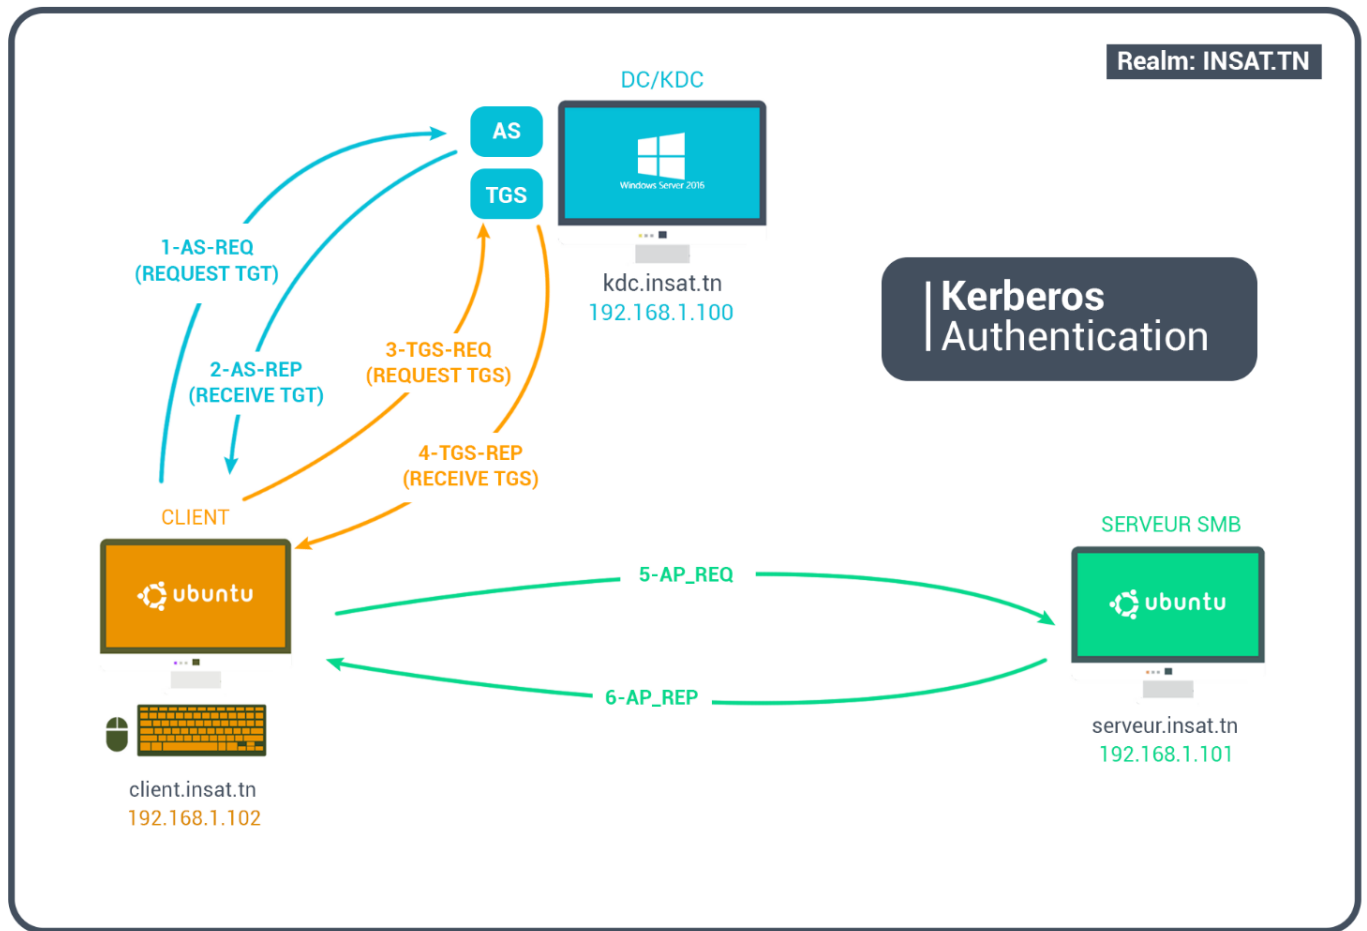 Realm: INSAT.TN
DC/KDC
AS
TGS
Windows Server 2016
kdc.insat.tn
192.168.1.100
Kerberos
Authentication
1-AS-REQ
(REQUEST TGT)
2-AS-REP
(RECEIVE TGT)
3-TGS-REQ
(REQUEST TGS)
4-TGS-REP
(RECEIVE TGS)
CLIENT
ubuntu
client.insat.tn
192.168.1.102
5-AP_REQ
6-AP_REP
SERVEUR SMB
ubuntu
serveur.insat.tn
192.168.1.101